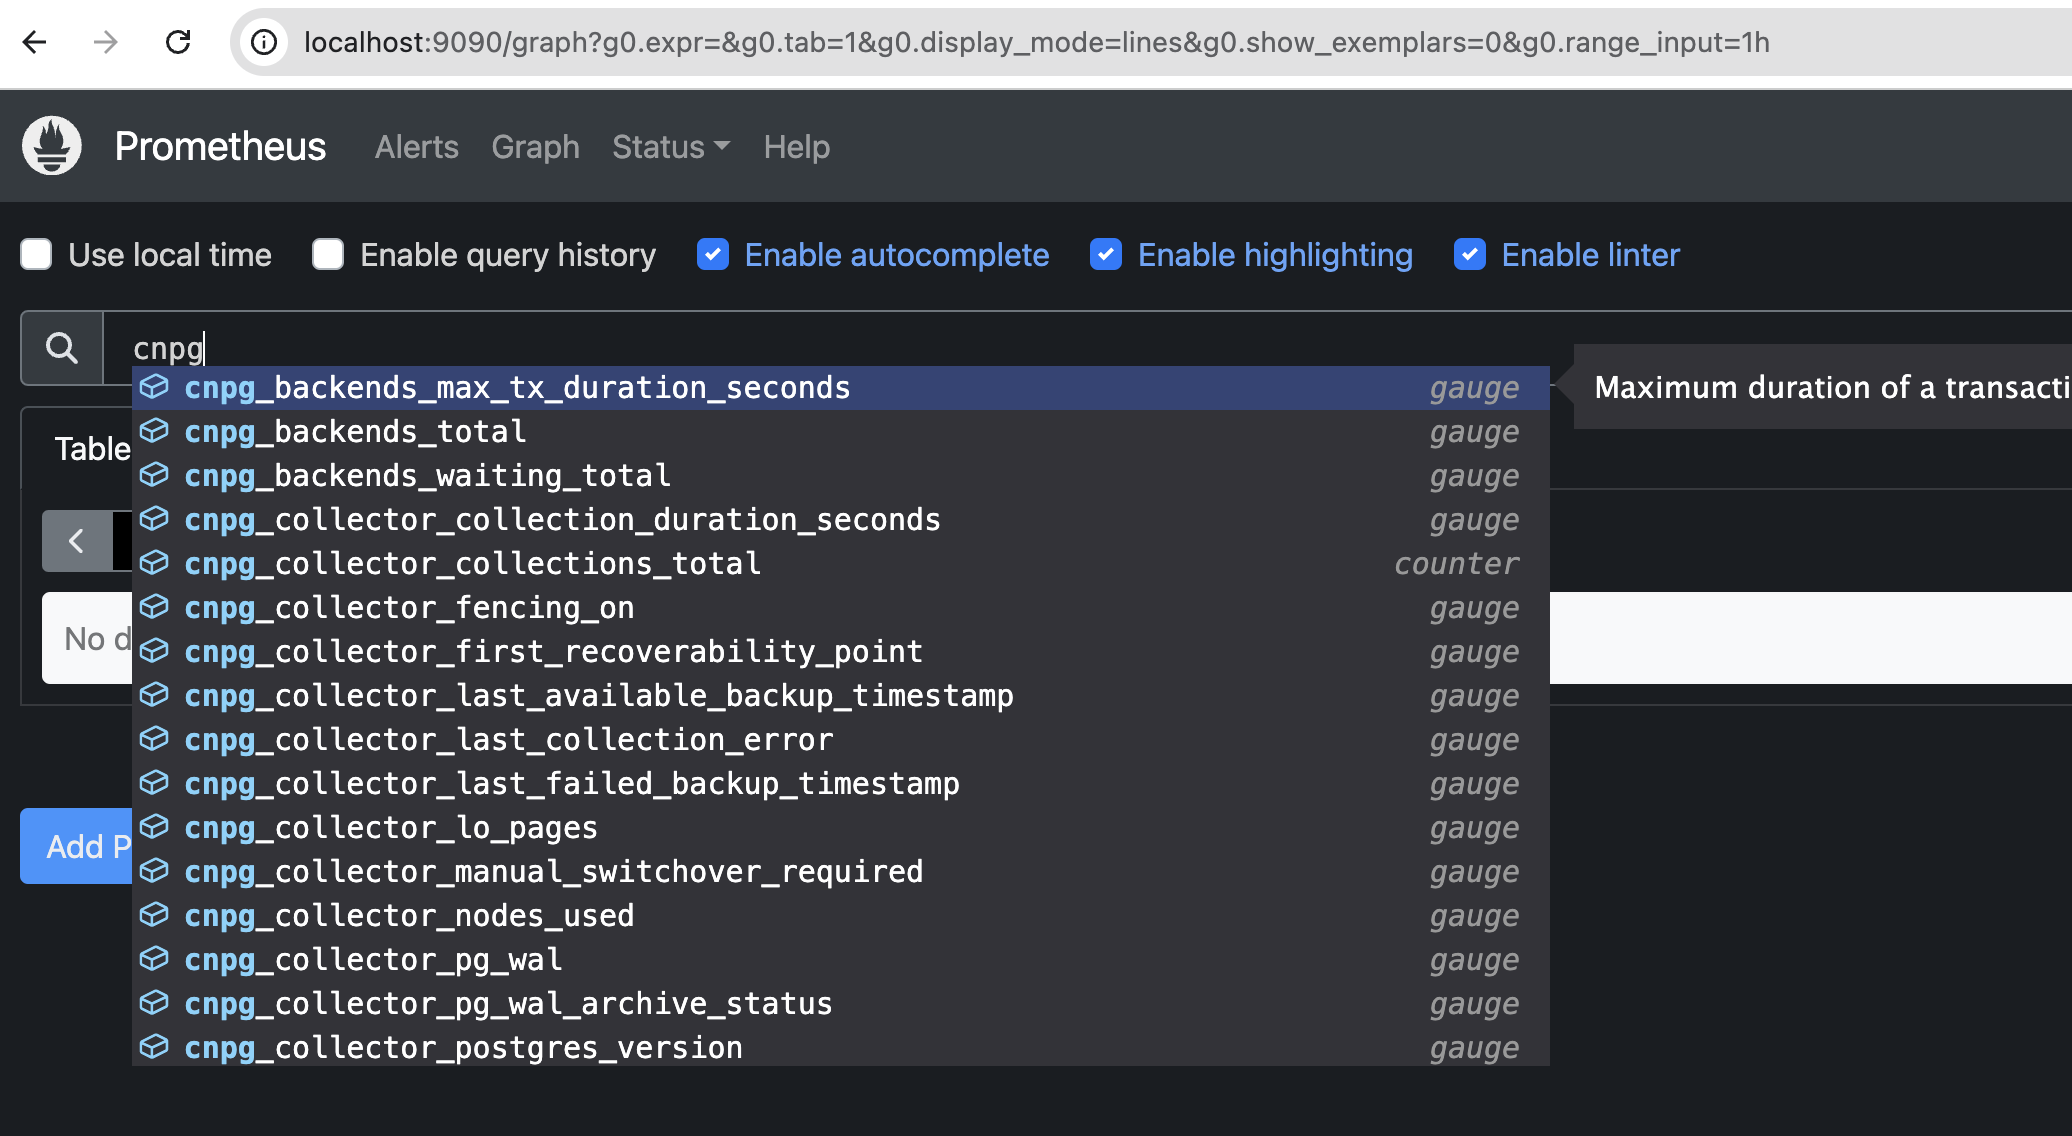 localhost:9090/graph?g0.expr=&g0.tab=1&g0.display_mode=lines&g0.show_exemplars=0&g0.range_input=1h
Prometheus Alerts Graph Status Help
Use local time Enable query history Enable autocomplete Enable highlighting Enable linter
cnpg
cnpg_backends_max_tx_duration_seconds gauge Maximum duration of a transacti
cnpg_backends_total gauge
Table
cnpg_backends_waiting_total gauge
cnpg_collector_collection_duration_seconds gauge
cnpg_collector_collections_total counter
cnpg_collector_fencing_on gauge
No d
cnpg_collector_first_recoverability_point gauge
cnpg_collector_last_available_backup_timestamp gauge
cnpg_collector_last_collection_error gauge
cnpg_collector_last_failed_backup_timestamp gauge
cnpg_collector_lo_pages gauge
Add P
cnpg_collector_manual_switchover_required gauge
cnpg_collector_nodes_used gauge
cnpg_collector_pg_wal gauge
cnpg_collector_pg_wal_archive_status gauge
cnpg_collector_postgres_version gauge